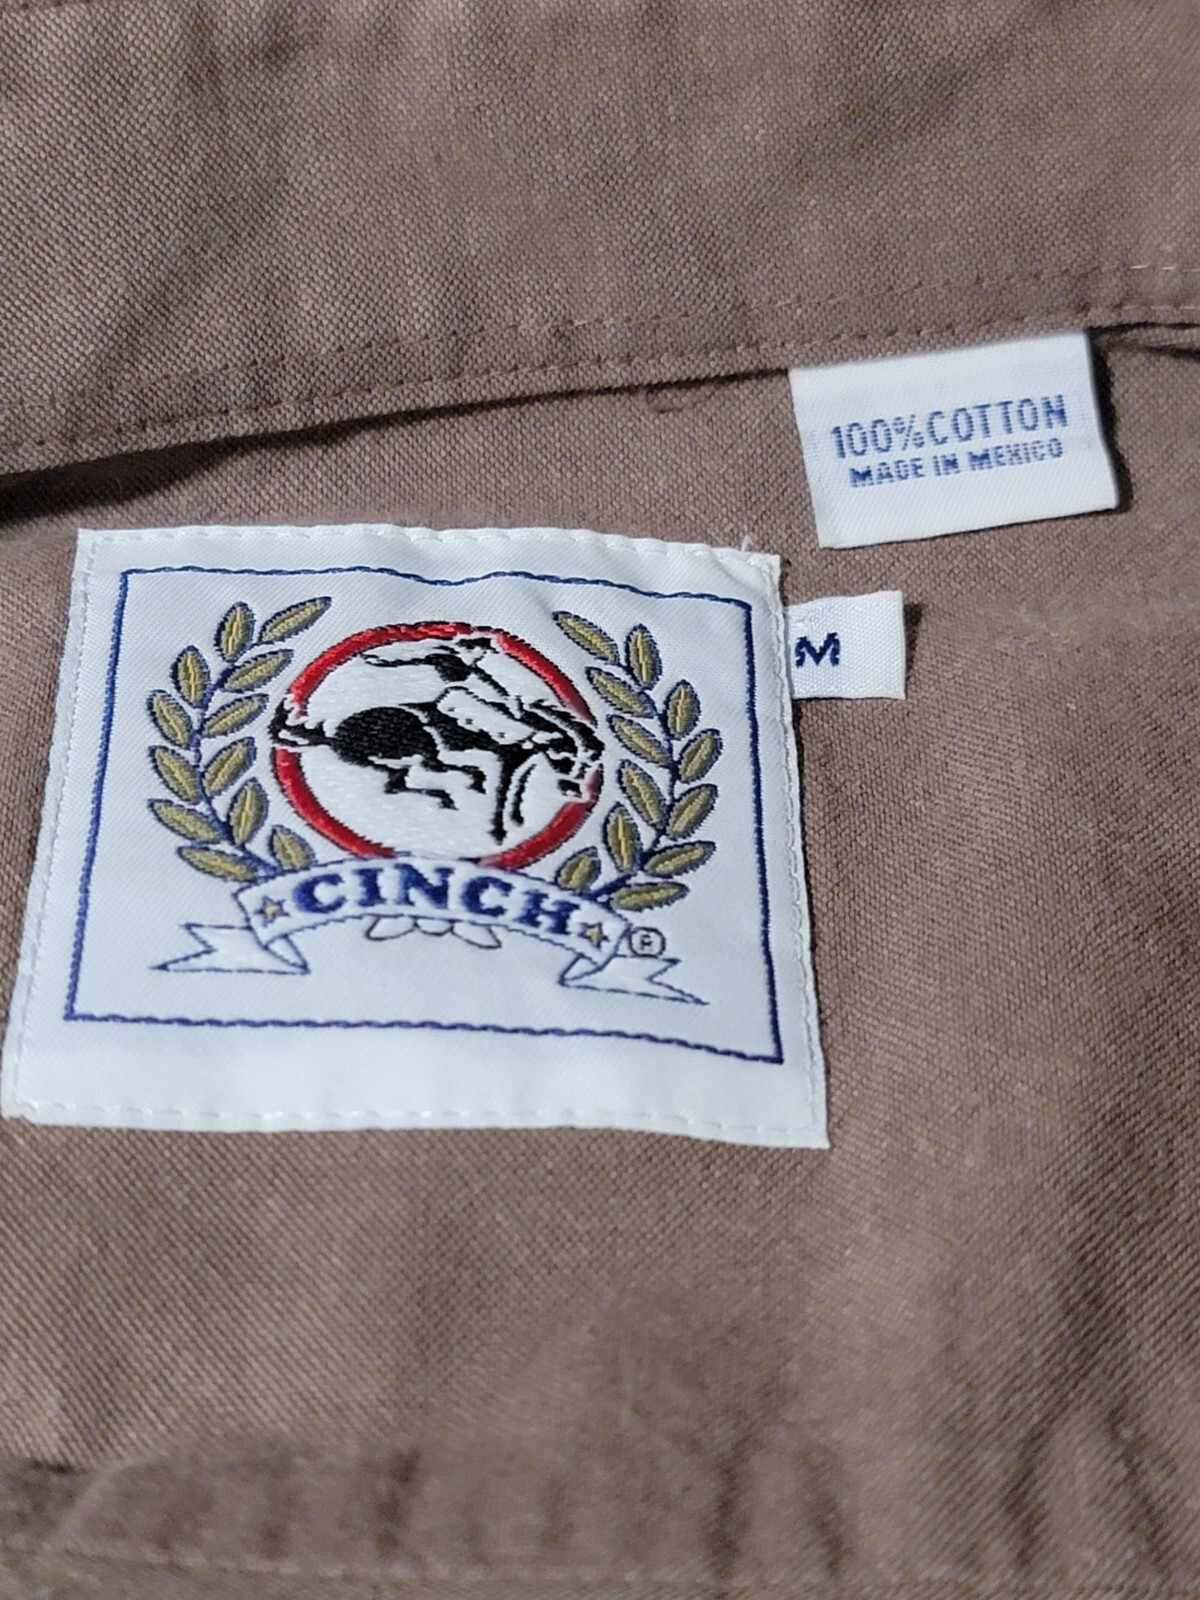 100% COTTON
MADE IN MEXICO
M
CINCH
®